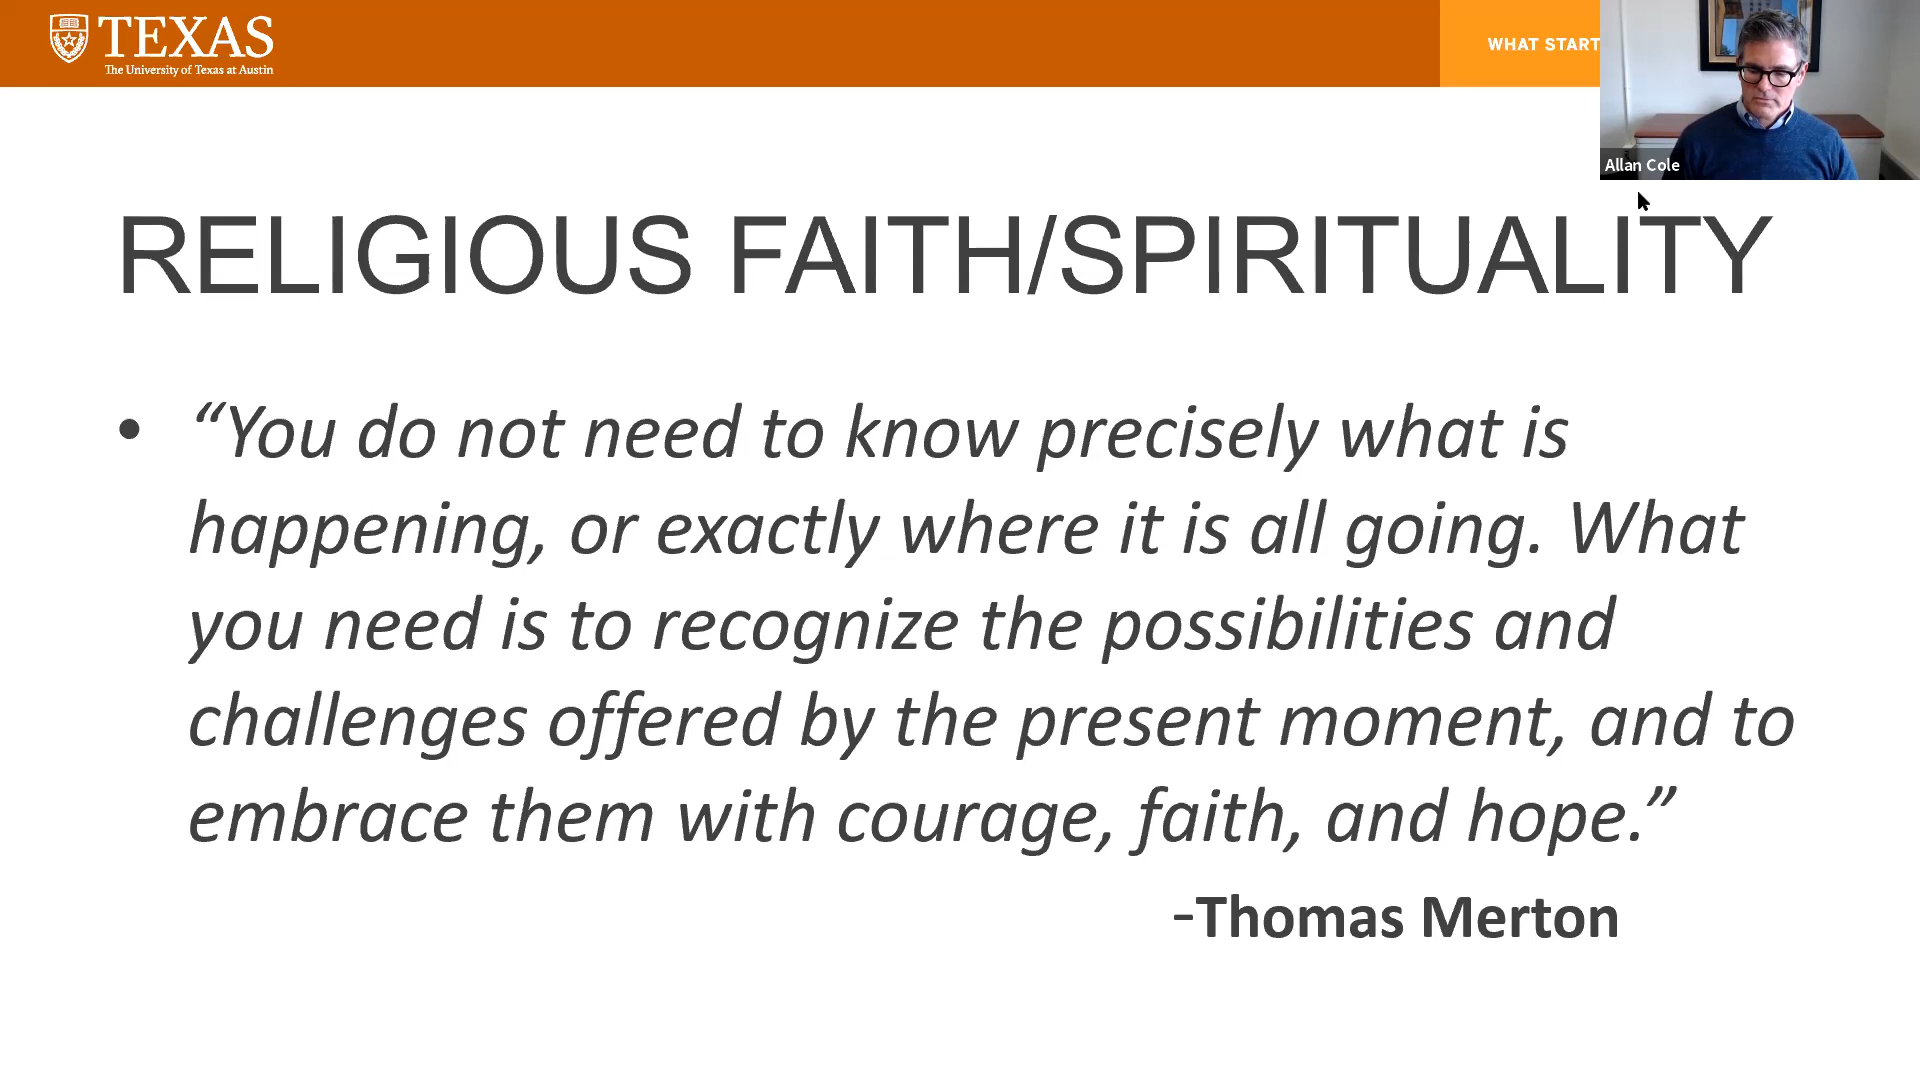 TEXAS
The University of Texas at Austin
WHAT START
Allan Cole
RELIGIOUS FAITH/SPIRITUALITY
• “You do not need to know precisely what is
happening, or exactly where it is all going. What
you need is to recognize the possibilities and
challenges offered by the present moment, and to
embrace them with courage, faith, and hope.”
-Thomas Merton